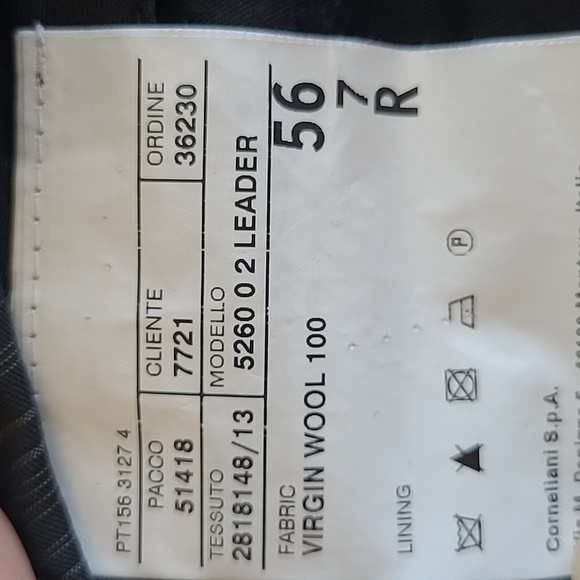 PT156 3127 4
PACCO CLIENTE ORDINE
51418 7721 36230
TESSUTO MODELLO
2818148/13 5260 0 2 LEADER
FABRIC 56
VIRGIN WOOL 100 7
R
LINING
P
Corneliani S.p.A.